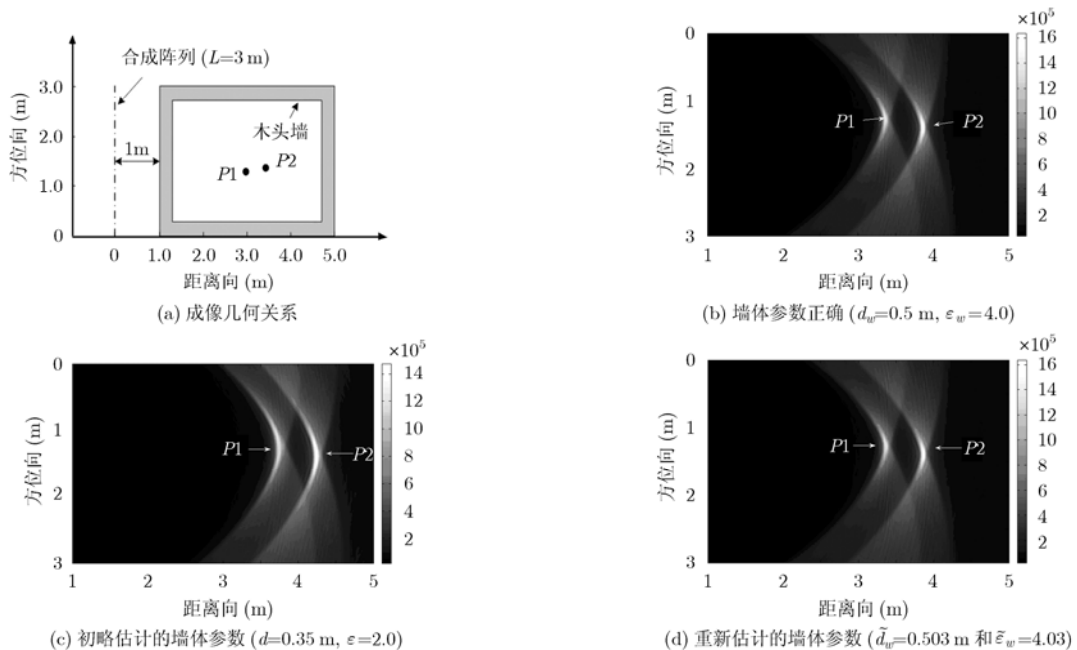 合成阵列 (L=3 m)
方位向 (m)
3.0
2.0
1.0
0
1m
木头墙
P1
P2
0
1.0
2.0
3.0
4.0
5.0
距离向 (m)
(a) 成像几何关系
×10⁵
方位向 (m)
0
1
2
3
P1
P2
16
14
12
10
8
6
4
2
1
2
3
4
5
距离向 (m)
(b) 墙体参数正确 (d_w=0.5 m, ε_w=4.0)
×10⁵
方位向 (m)
0
1
2
3
P1
P2
14
12
10
8
6
4
2
1
2
3
4
5
距离向 (m)
(c) 初略估计的墙体参数 (d=0.35 m, ε=2.0)
×10⁵
方位向 (m)
0
1
2
3
P1
P2
16
14
12
10
8
6
4
2
1
2
3
4
5
距离向 (m)
(d) 重新估计的墙体参数 (d̃_w=0.503 m 和 ε̃_w=4.03)